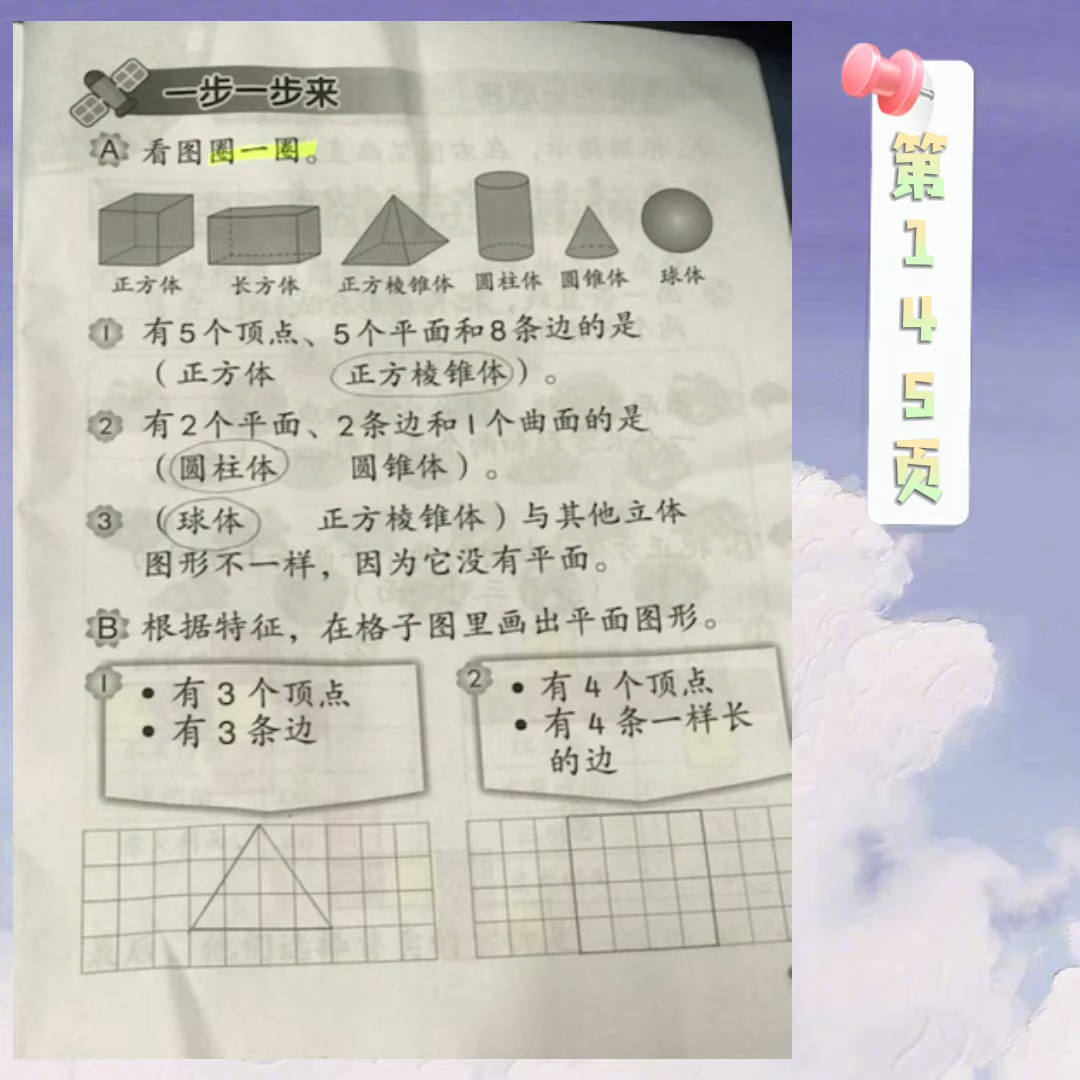 一步一步来
A 看图圈一圈。
正方体 长方体 正方棱锥体 圆柱体 圆锥体 球体
1 有5个顶点、5个平面和8条边的是
（正方体 正方棱锥体）。
2 有2个平面、2条边和1个曲面的是
（圆柱体 圆锥体）。
3 （球体 正方棱锥体）与其他立体
图形不一样，因为它没有平面。
B 根据特征，在格子图里画出平面图形。
1
• 有 3 个顶点
• 有 3 条边
2
• 有 4 个顶点
• 有 4 条一样长
的边
第145页